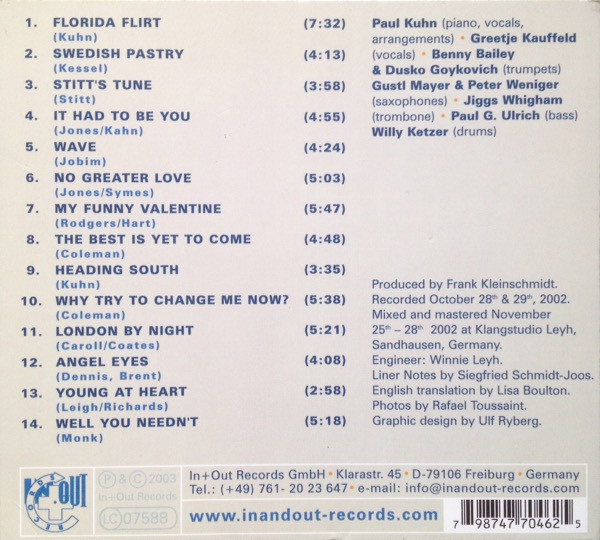 1. FLORIDA FLIRT (7:32)
(Kuhn)
2. SWEDISH PASTRY (4:13)
(Kessel)
3. STITT'S TUNE (3:58)
(Stitt)
4. IT HAD TO BE YOU (4:55)
(Jones/Kahn)
5. WAVE (4:24)
(Jobim)
6. NO GREATER LOVE (5:03)
(Jones/Symes)
7. MY FUNNY VALENTINE (5:47)
(Rodgers/Hart)
8. THE BEST IS YET TO COME (4:48)
(Coleman)
9. HEADING SOUTH (3:35)
(Kuhn)
10. WHY TRY TO CHANGE ME NOW? (5:38)
(Coleman)
11. LONDON BY NIGHT (5:21)
(Caroll/Coates)
12. ANGEL EYES (4:08)
(Dennis, Brent)
13. YOUNG AT HEART (2:58)
(Leigh/Richards)
14. WELL YOU NEEDN'T (5:18)
(Monk)
Paul Kuhn (piano, vocals,
arrangements) • Greetje Kauffeld
(vocals) • Benny Bailey
& Dusko Goykovich (trumpets)
Gustl Mayer & Peter Weniger
(saxophones) • Jiggs Whigham
(trombone) • Paul G. Ulrich (bass)
Willy Ketzer (drums)
Produced by Frank Kleinschmidt.
Recorded October 28th & 29th, 2002.
Mixed and mastered November
25th – 28th 2002 at Klangstudio Leyh,
Sandhausen, Germany.
Engineer: Winnie Leyh.
Liner Notes by Siegfried Schmidt-Joos.
English translation by Lisa Boulton.
Photos by Rafael Toussaint.
Graphic design by Ulf Ryberg.
IN+OUT
RECORDS
℗ & © 2003
In+Out Records
LC 07588
In+Out Records GmbH • Klarastr. 45 • D-79106 Freiburg • Germany
Tel.: (+49) 761- 20 23 647 • e-mail: info@inandout-records.com
www.inandout-records.com
7 98747 70462 5